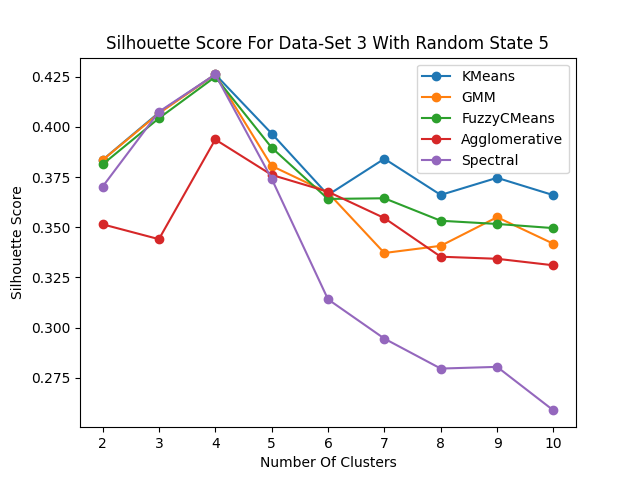 Silhouette Score For Data-Set 3 With Random State 5
Silhouette Score
0.425
0.400
0.375
0.350
0.325
0.300
0.275
KMeans
GMM
FuzzyCMeans
Agglomerative
Spectral
2 3 4 5 6 7 8 9 10
Number Of Clusters